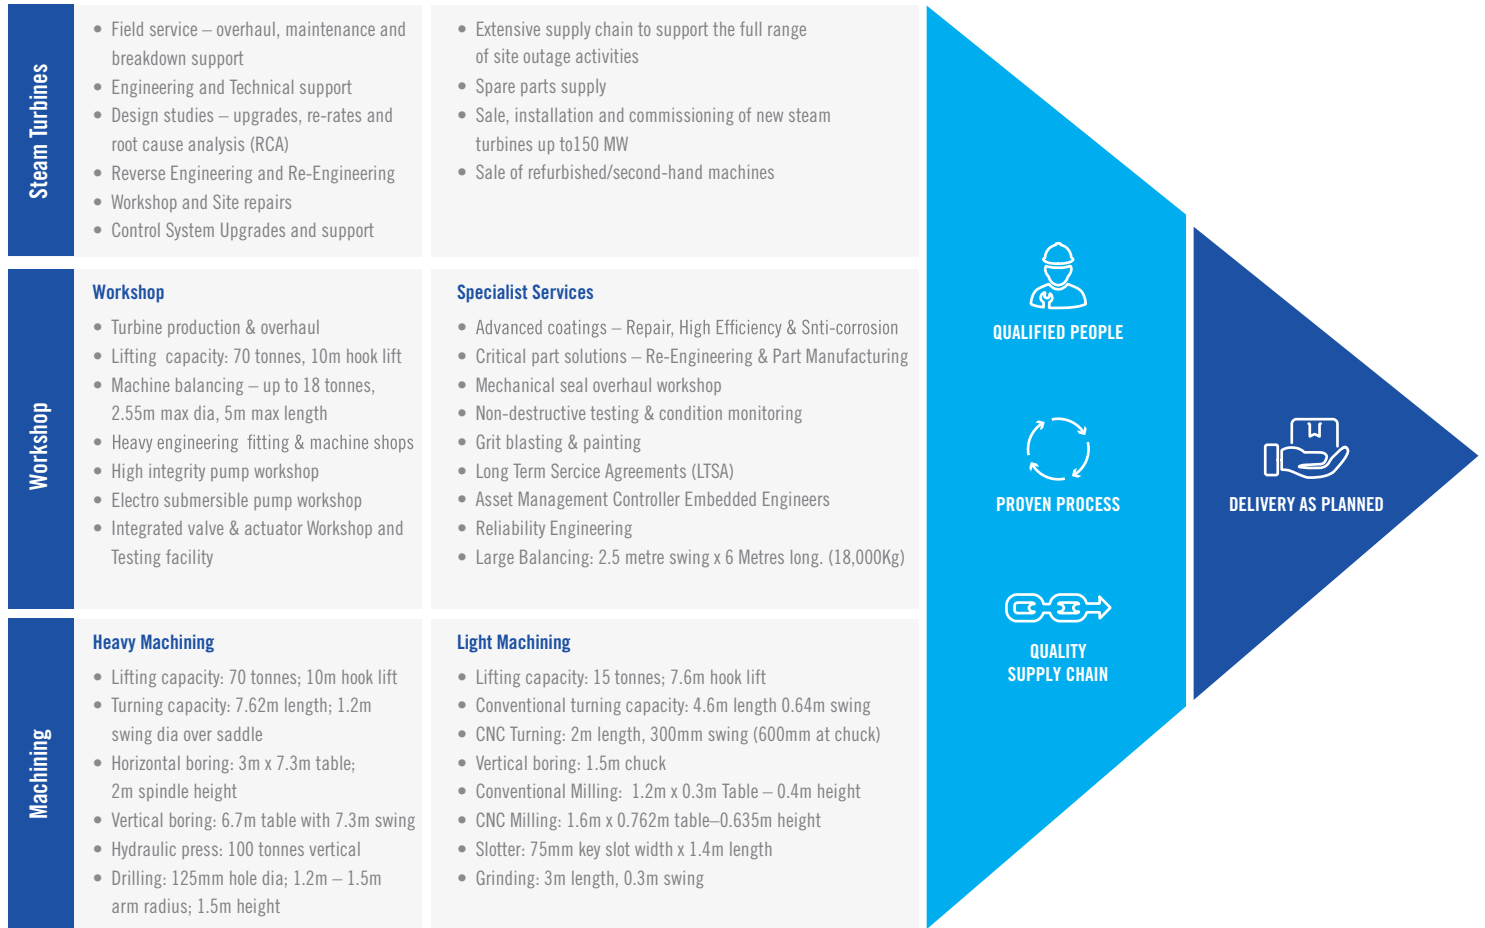 Steam Turbines
• Field service – overhaul, maintenance and
breakdown support
• Engineering and Technical support
• Design studies – upgrades, re-rates and
root cause analysis (RCA)
• Reverse Engineering and Re-Engineering
• Workshop and Site repairs
• Control System Upgrades and support
• Extensive supply chain to support the full range
of site outage activities
• Spare parts supply
• Sale, installation and commissioning of new steam
turbines up to150 MW
• Sale of refurbished/second-hand machines
Workshop
Workshop
• Turbine production & overhaul
• Lifting capacity: 70 tonnes, 10m hook lift
• Machine balancing – up to 18 tonnes,
2.55m max dia, 5m max length
• Heavy engineering fitting & machine shops
• High integrity pump workshop
• Electro submersible pump workshop
• Integrated valve & actuator Workshop and
Testing facility
Specialist Services
• Advanced coatings – Repair, High Efficiency & Snti-corrosion
• Critical part solutions – Re-Engineering & Part Manufacturing
• Mechanical seal overhaul workshop
• Non-destructive testing & condition monitoring
• Grit blasting & painting
• Long Term Sercice Agreements (LTSA)
• Asset Management Controller Embedded Engineers
• Reliability Engineering
• Large Balancing: 2.5 metre swing x 6 Metres long. (18,000Kg)
Machining
Heavy Machining
• Lifting capacity: 70 tonnes; 10m hook lift
• Turning capacity: 7.62m length; 1.2m
swing dia over saddle
• Horizontal boring: 3m x 7.3m table;
2m spindle height
• Vertical boring: 6.7m table with 7.3m swing
• Hydraulic press: 100 tonnes vertical
• Drilling: 125mm hole dia; 1.2m – 1.5m
arm radius; 1.5m height
Light Machining
• Lifting capacity: 15 tonnes; 7.6m hook lift
• Conventional turning capacity: 4.6m length 0.64m swing
• CNC Turning: 2m length, 300mm swing (600mm at chuck)
• Vertical boring: 1.5m chuck
• Conventional Milling: 1.2m x 0.3m Table – 0.4m height
• CNC Milling: 1.6m x 0.762m table–0.635m height
• Slotter: 75mm key slot width x 1.4m length
• Grinding: 3m length, 0.3m swing
QUALIFIED PEOPLE
PROVEN PROCESS
QUALITY
SUPPLY CHAIN
DELIVERY AS PLANNED